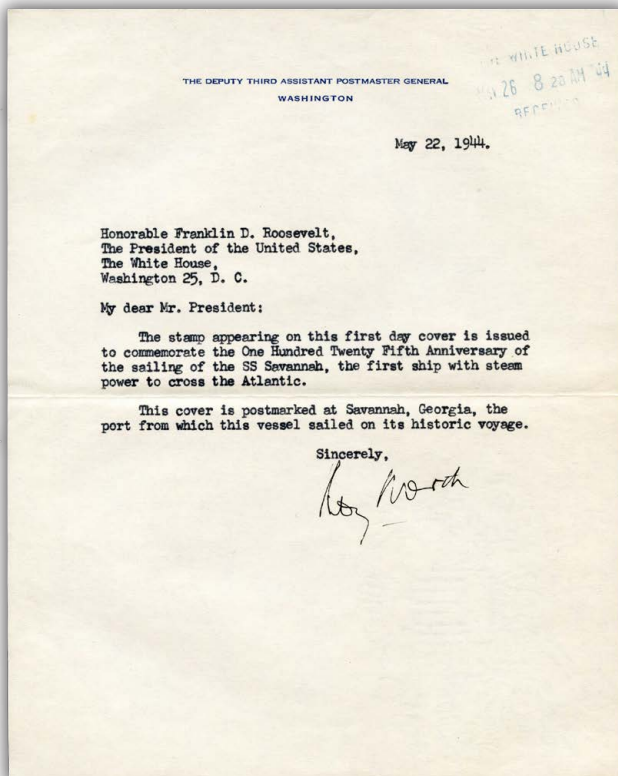 WHITE HOUSE
26 8 20 AM '44
THE DEPUTY THIRD ASSISTANT POSTMASTER GENERAL
WASHINGTON
May 22, 1944.
Honorable Franklin D. Roosevelt,
The President of the United States,
The White House,
Washington 25, D. C.
My dear Mr. President:
The stamp appearing on this first day cover is issued
to commemorate the One Hundred Twenty Fifth Anniversary of
the sailing of the SS Savannah, the first ship with steam
power to cross the Atlantic.
This cover is postmarked at Savannah, Georgia, the
port from which this vessel sailed on its historic voyage.
Sincerely,